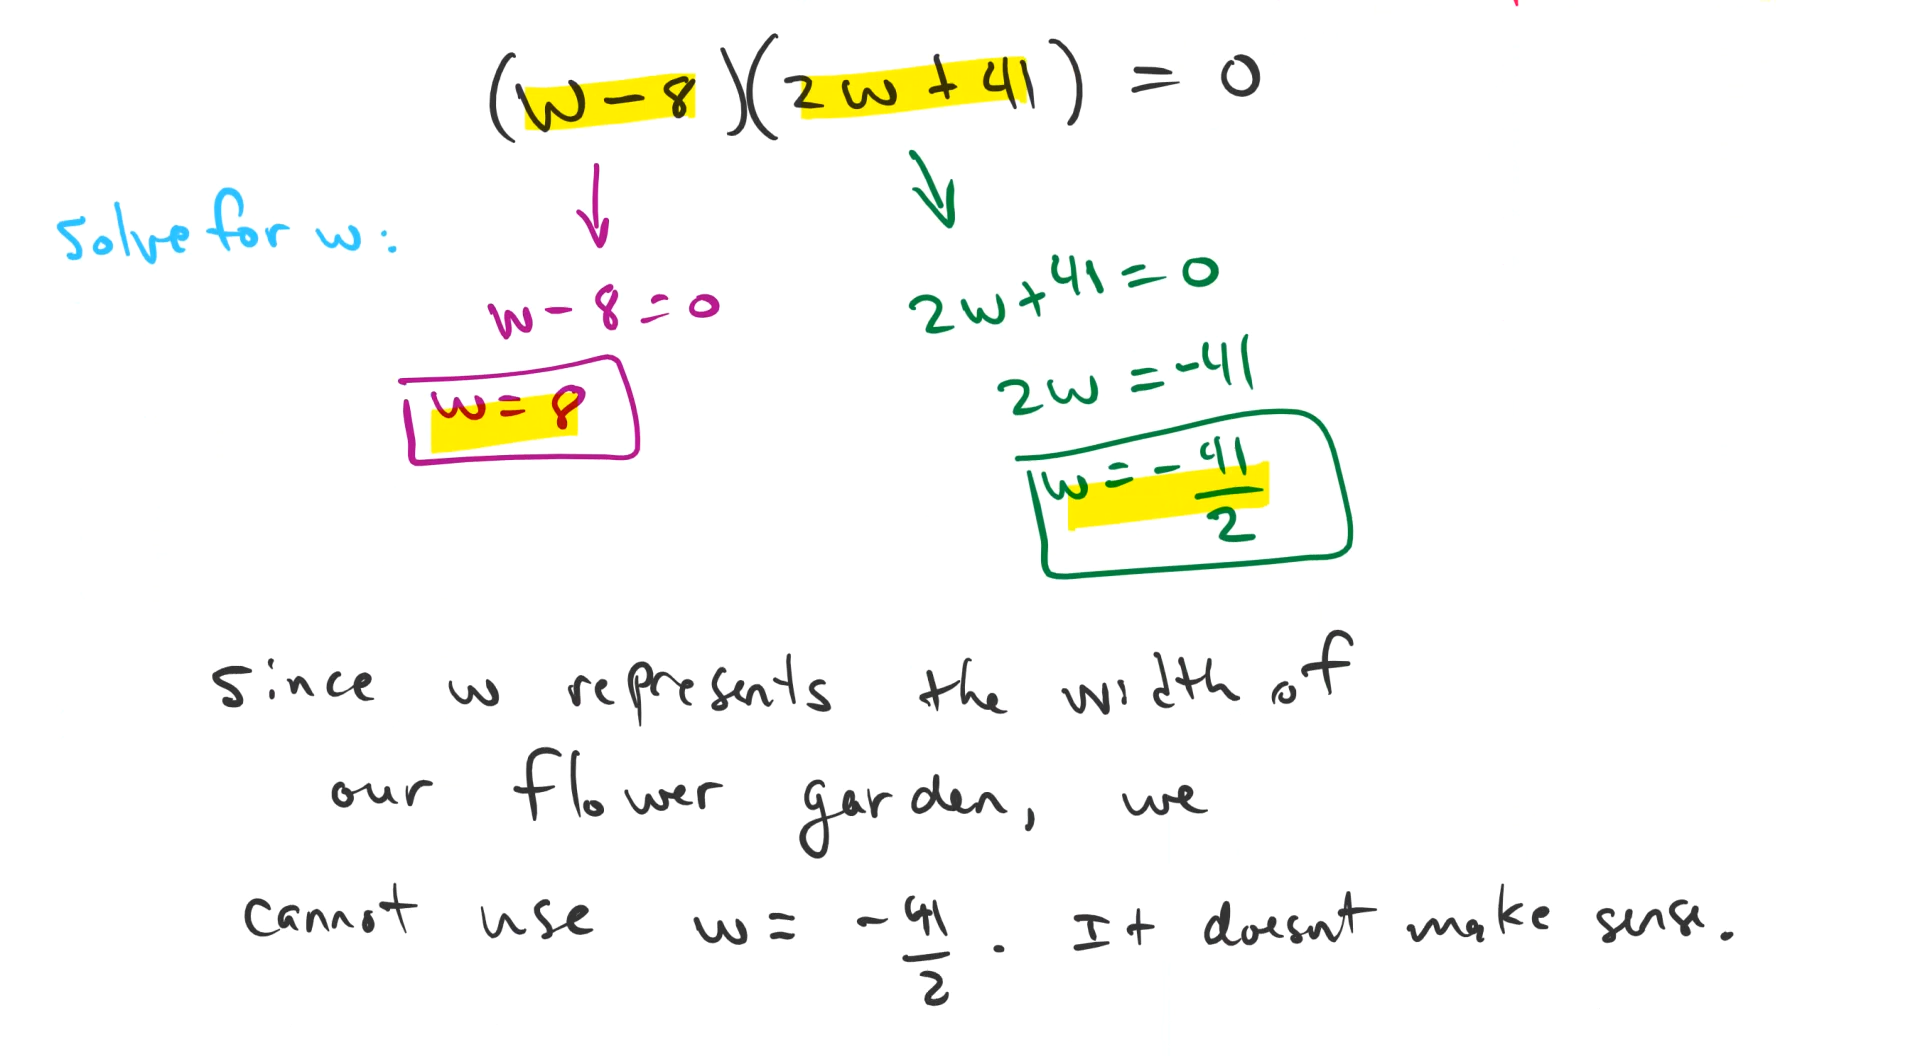 (w-8)(2w+41) = 0
Solve for w:
w-8=0
2w+41=0
w=8
2w=-41
w=-41/2
Since w represents the width of
our flower garden, we
cannot use w= -41/2. It doesnt make sense.